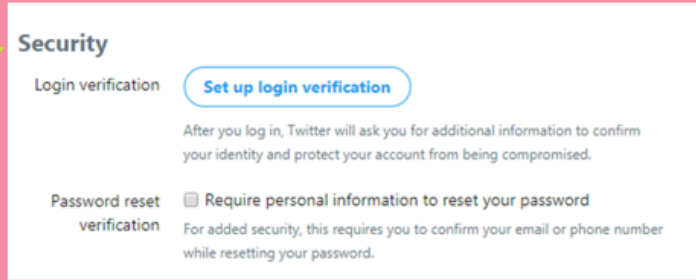 Security
Login verification
Set up login verification
After you log in, Twitter will ask you for additional information to confirm
your identity and protect your account from being compromised.
Password reset
verification
Require personal information to reset your password
For added security, this requires you to confirm your email or phone number
while resetting your password.